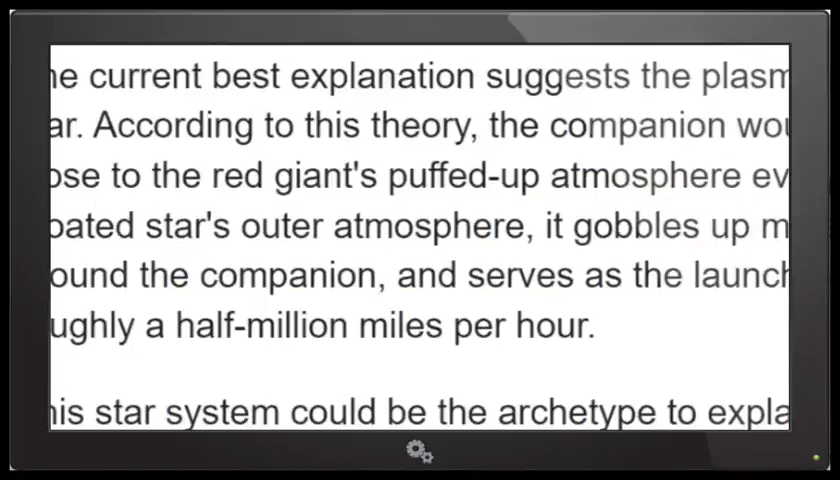 he current best explanation suggests the plasm
ar. According to this theory, the companion wou
ose to the red giant's puffed-up atmosphere ev
oated star's outer atmosphere, it gobbles up m
ound the companion, and serves as the launch
ughly a half-million miles per hour.
his star system could be the archetype to expla